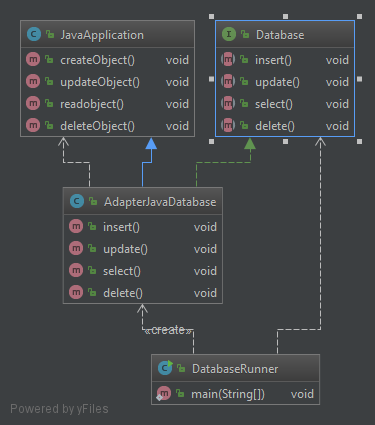 JavaApplication
createObject() void
updateObject() void
readobject() void
deleteObject() void
Database
insert() void
update() void
select() void
delete() void
AdapterJavaDatabase
insert() void
update() void
select() void
delete() void
«create»
DatabaseRunner
main(String[]) void
Powered by yFiles